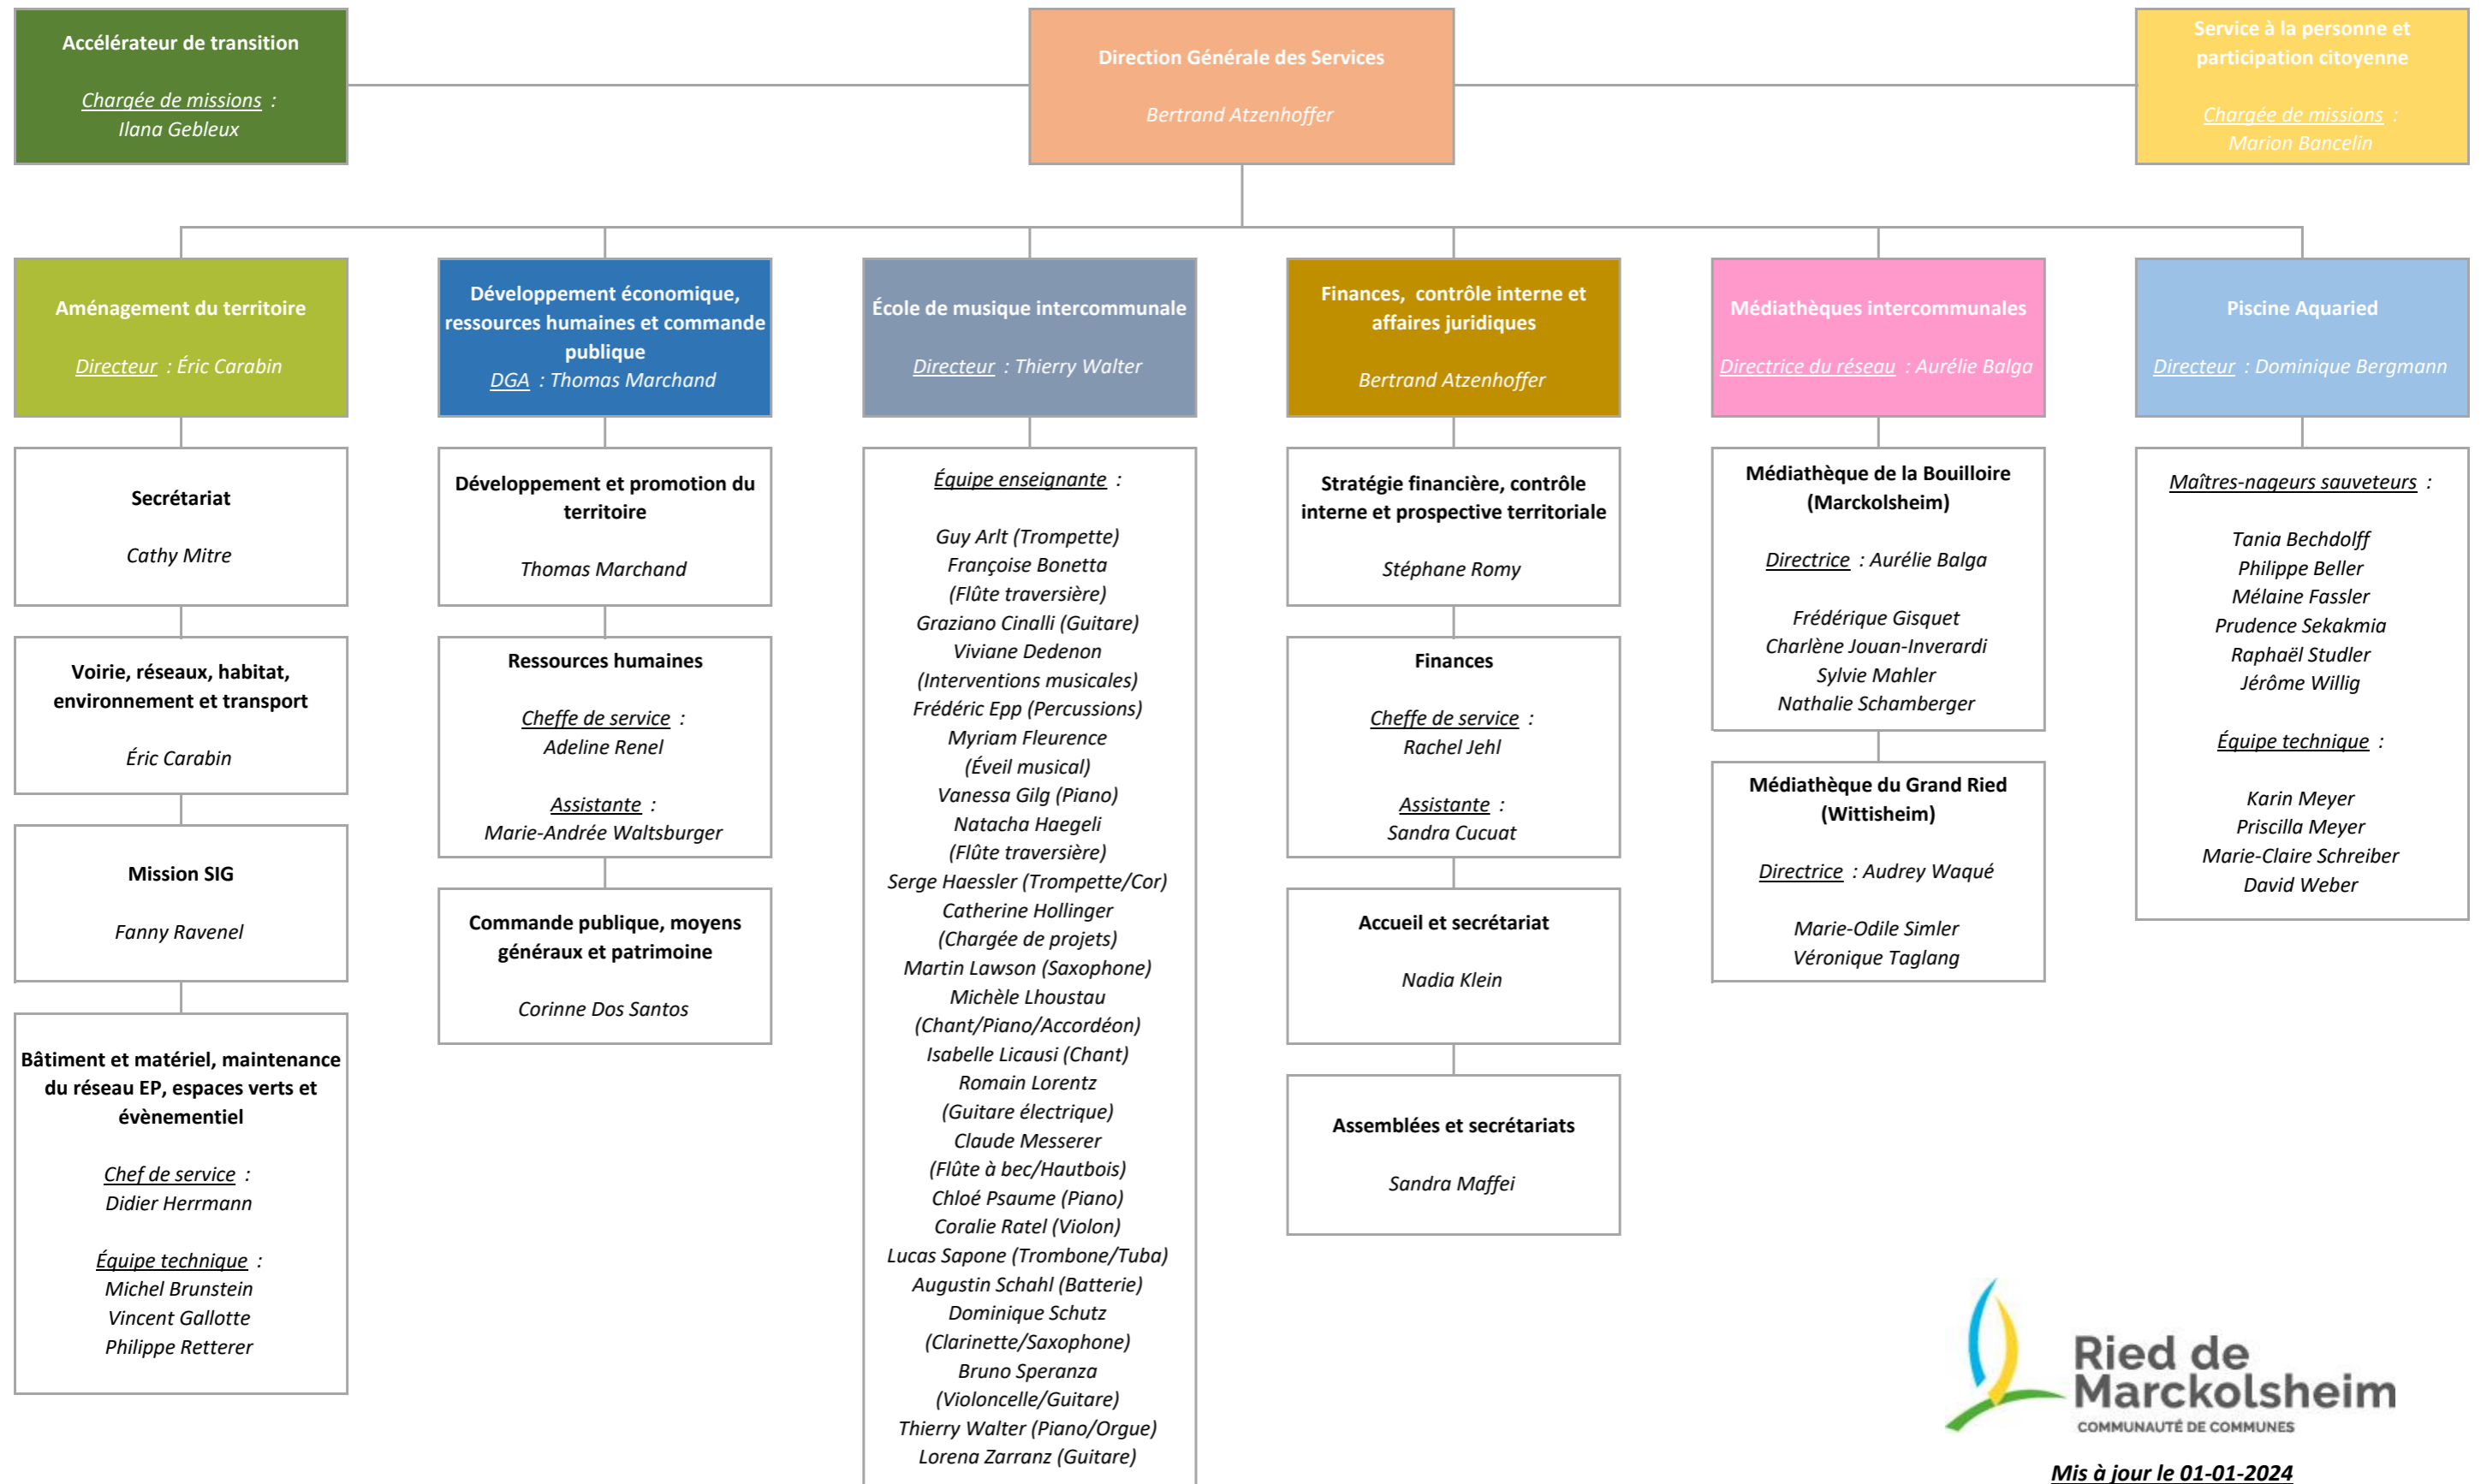 Accélérateur de transition
Chargée de missions :
Ilana Gebleux
Direction Générale des Services
Bertrand Atzenhoffer
Service à la personne et
participation citoyenne
Chargée de missions :
Marion Bancelin
Aménagement du territoire
Directeur : Éric Carabin
Secrétariat
Cathy Mitre
Voirie, réseaux, habitat,
environnement et transport
Éric Carabin
Mission SIG
Fanny Ravenel
Bâtiment et matériel, maintenance
du réseau EP, espaces verts et
évènementiel
Chef de service :
Didier Herrmann
Équipe technique :
Michel Brunstein
Vincent Gallotte
Philippe Retterer
Développement économique,
ressources humaines et commande
publique
DGA : Thomas Marchand
Développement et promotion du
territoire
Thomas Marchand
Ressources humaines
Cheffe de service :
Adeline Renel
Assistante :
Marie-Andrée Waltsburger
Commande publique, moyens
généraux et patrimoine
Corinne Dos Santos
École de musique intercommunale
Directeur : Thierry Walter
Équipe enseignante :
Guy Arlt (Trompette)
Françoise Bonetta
(Flûte traversière)
Graziano Cinalli (Guitare)
Viviane Dedenon
(Interventions musicales)
Frédéric Epp (Percussions)
Myriam Fleurence
(Éveil musical)
Vanessa Gilg (Piano)
Natacha Haegeli
(Flûte traversière)
Serge Haessler (Trompette/Cor)
Catherine Hollinger
(Chargée de projets)
Martin Lawson (Saxophone)
Michèle Lhoustau
(Chant/Piano/Accordéon)
Isabelle Licausi (Chant)
Romain Lorentz
(Guitare électrique)
Claude Messerer
(Flûte à bec/Hautbois)
Chloé Psaume (Piano)
Coralie Ratel (Violon)
Lucas Sapone (Trombone/Tuba)
Augustin Schahl (Batterie)
Dominique Schutz
(Clarinette/Saxophone)
Bruno Speranza
(Violoncelle/Guitare)
Thierry Walter (Piano/Orgue)
Lorena Zarranz (Guitare)
Finances, contrôle interne et
affaires juridiques
Bertrand Atzenhoffer
Stratégie financière, contrôle
interne et prospective territoriale
Stéphane Romy
Finances
Cheffe de service :
Rachel Jehl
Assistante :
Sandra Cucuat
Accueil et secrétariat
Nadia Klein
Assemblées et secrétariats
Sandra Maffei
Médiathèques intercommunales
Directrice du réseau : Aurélie Balga
Médiathèque de la Bouilloire
(Marckolsheim)
Directrice : Aurélie Balga
Frédérique Gisquet
Charlène Jouan-Inverardi
Sylvie Mahler
Nathalie Schamberger
Médiathèque du Grand Ried
(Wittisheim)
Directrice : Audrey Waqué
Marie-Odile Simler
Véronique Taglang
Piscine Aquaried
Directeur : Dominique Bergmann
Maîtres-nageurs sauveteurs :
Tania Bechdolff
Philippe Beller
Mélaine Fassler
Prudence Sekakmia
Raphaël Studler
Jérôme Willig
Équipe technique :
Karin Meyer
Priscilla Meyer
Marie-Claire Schreiber
David Weber
Ried de
Marckolsheim
COMMUNAUTÉ DE COMMUNES
Mis à jour le 01-01-2024